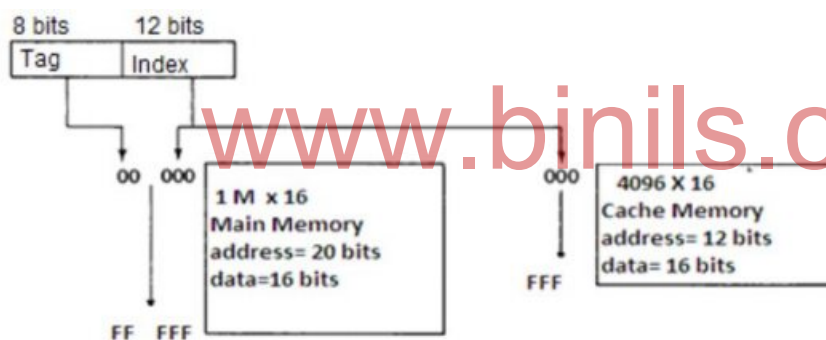 8 bits 12 bits
Tag Index
www.binils.c
00 000
000
1 M x 16
Main Memory
address= 20 bits
data=16 bits
4096 X 16
Cache Memory
address= 12 bits
data= 16 bits
FFF
FF FFF